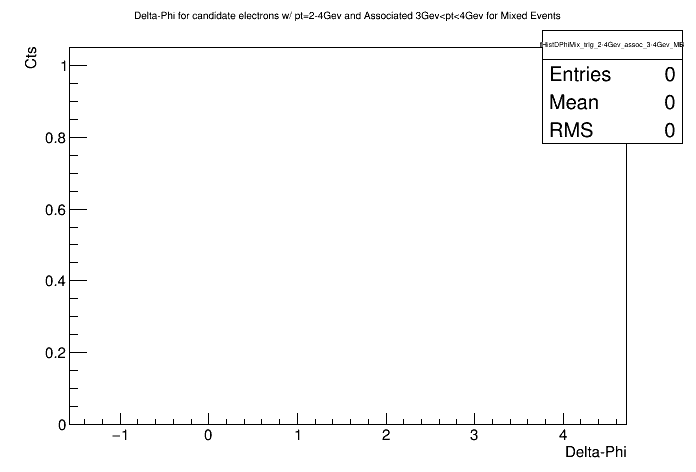 Delta-Phi for candidate electrons w/ pt=2-4Gev and Associated 3Gev<pt<4Gev for Mixed Events
Cts
fHistDPhiMix_trig_2-4Gev_assoc_3-4Gev_MB
Entries 0
Mean 0
RMS 0
1
0.8
0.6
0.4
0.2
0
−1 0 1 2 3 4
Delta-Phi